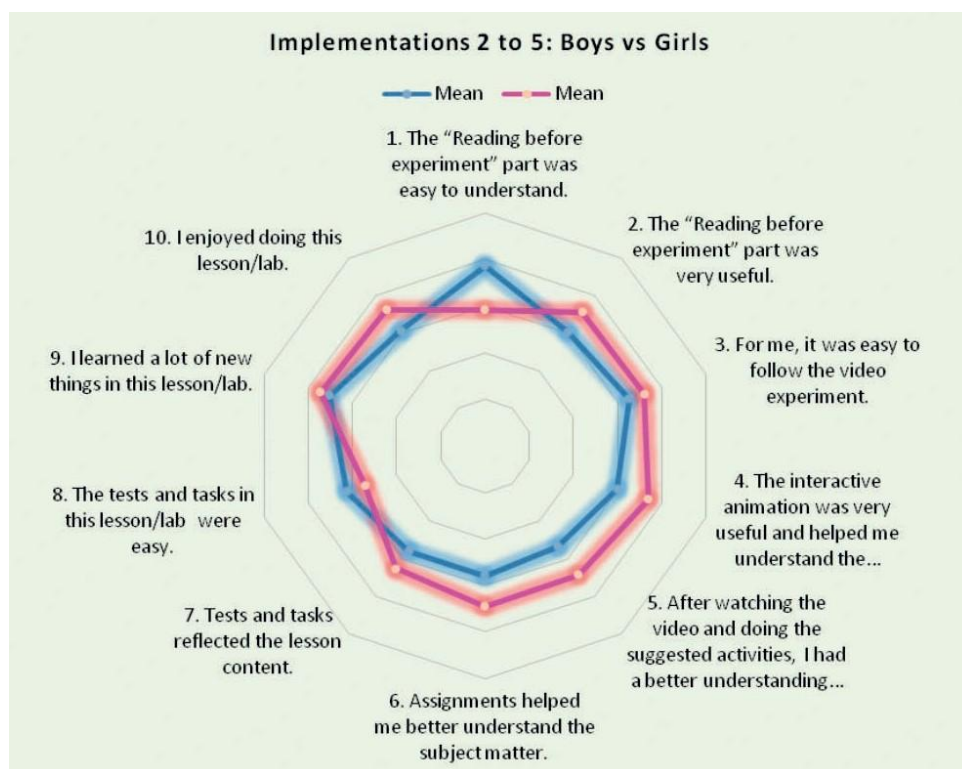 Implementations 2 to 5: Boys vs Girls
Mean Mean
1. The “Reading before
experiment” part was
easy to understand.
2. The “Reading before
experiment” part was
very useful.
3. For me, it was easy to
follow the video
experiment.
4. The interactive
animation was very
useful and helped me
understand the...
5. After watching the
video and doing the
suggested activities, I had
a better understanding...
6. Assignments helped
me better understand the
subject matter.
7. Tests and tasks
reflected the lesson
content.
8. The tests and tasks in
this lesson/lab were
easy.
9. I learned a lot of new
things in this lesson/lab.
10. I enjoyed doing this
lesson/lab.